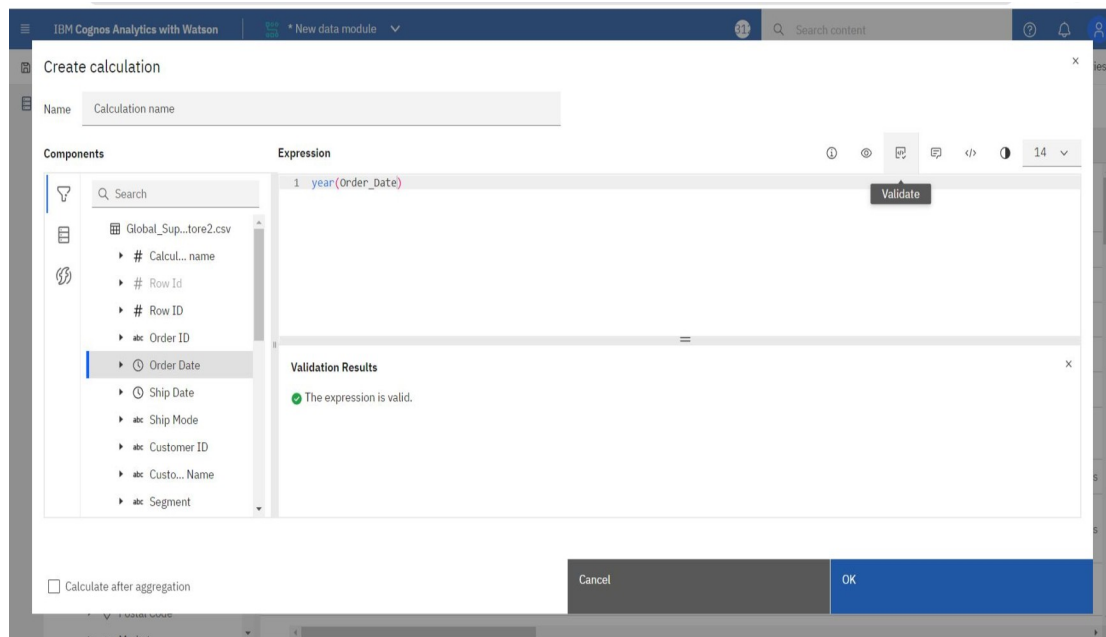 IBM Cognos Analytics with Watson
* New data module
Search content
Create calculation
ies
Name
Calculation name
Components
Expression
14
Search
1 year(Order_Date)
Validate
Global_Sup...tore2.csv
# Calcul... name
# Row Id
# Row ID
abc Order ID
Order Date
Ship Date
abc Ship Mode
abc Customer ID
abc Custo... Name
abc Segment
Validation Results
The expression is valid.
s
s
Calculate after aggregation
Cancel
OK
Postal Code